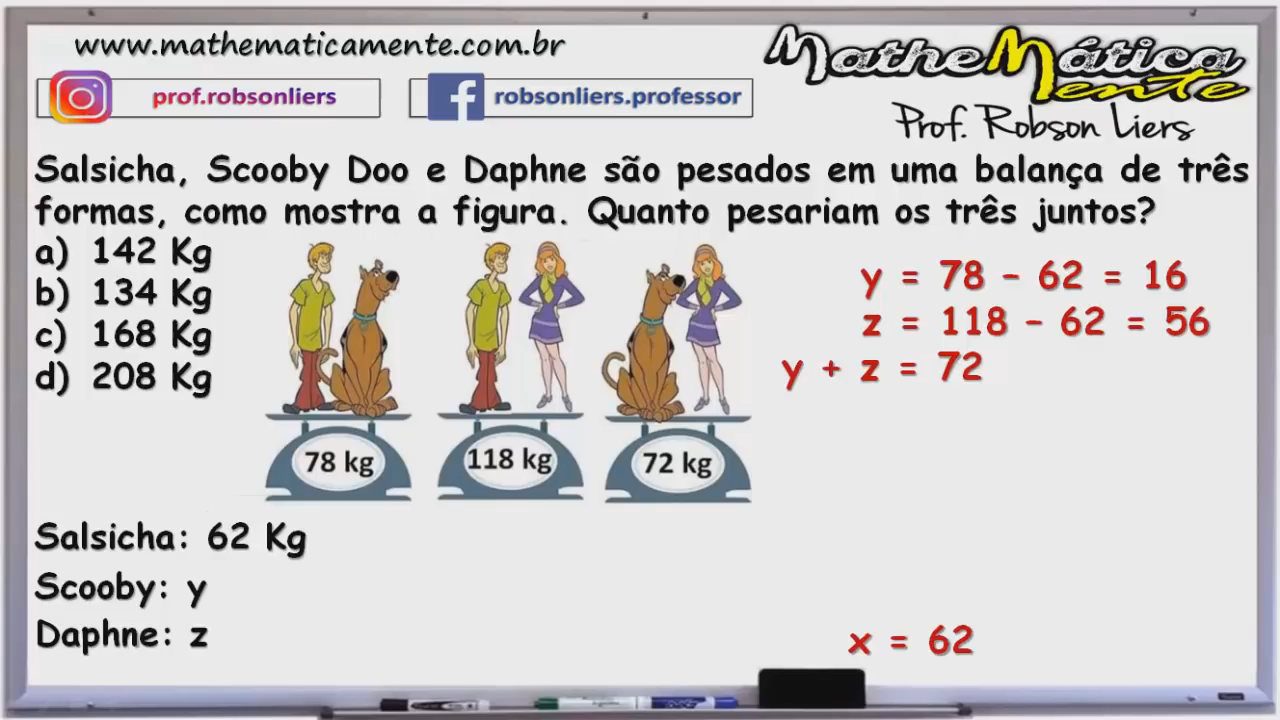 www.mathematicamente.com.br
MatheMática
mente
prof.robsonliers
robsonliers.professor
Prof. Robson Liers
Salsicha, Scooby Doo e Daphne são pesados em uma balança de três
formas, como mostra a figura. Quanto pesariam os três juntos?
a) 142 Kg
b) 134 Kg
c) 168 Kg
d) 208 Kg
y = 78 – 62 = 16
z = 118 – 62 = 56
y + z = 72
78 kg
118 kg
72 kg
Salsicha: 62 Kg
Scooby: y
Daphne: z
x = 62